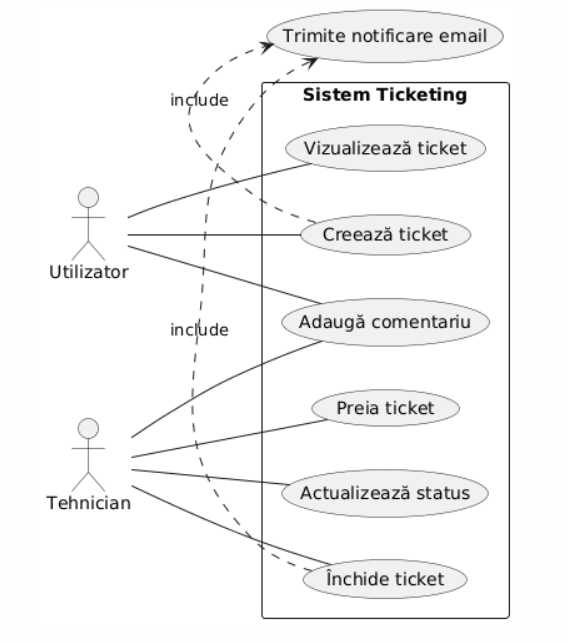 Trimite notificare email
include
Sistem Ticketing
Vizualizează ticket
Creează ticket
Utilizator
Adaugă comentariu
include
Preia ticket
Actualizează status
Tehnician
Închide ticket